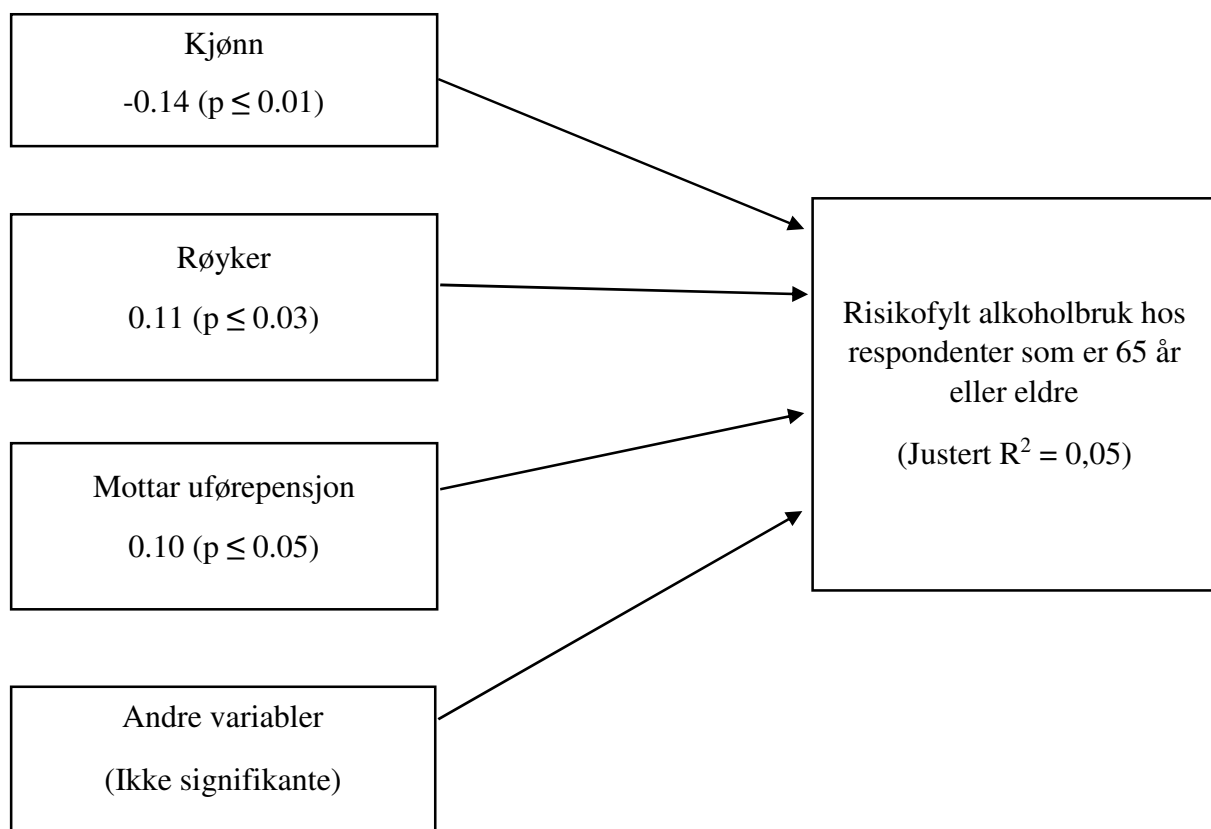 Kjønn
-0.14 (p ≤ 0.01)
Røyker
0.11 (p ≤ 0.03)
Mottar uførepensjon
0.10 (p ≤ 0.05)
Andre variabler
(Ikke signifikante)
Risikofylt alkoholbruk hos
respondenter som er 65 år
eller eldre
(Justert R² = 0,05)